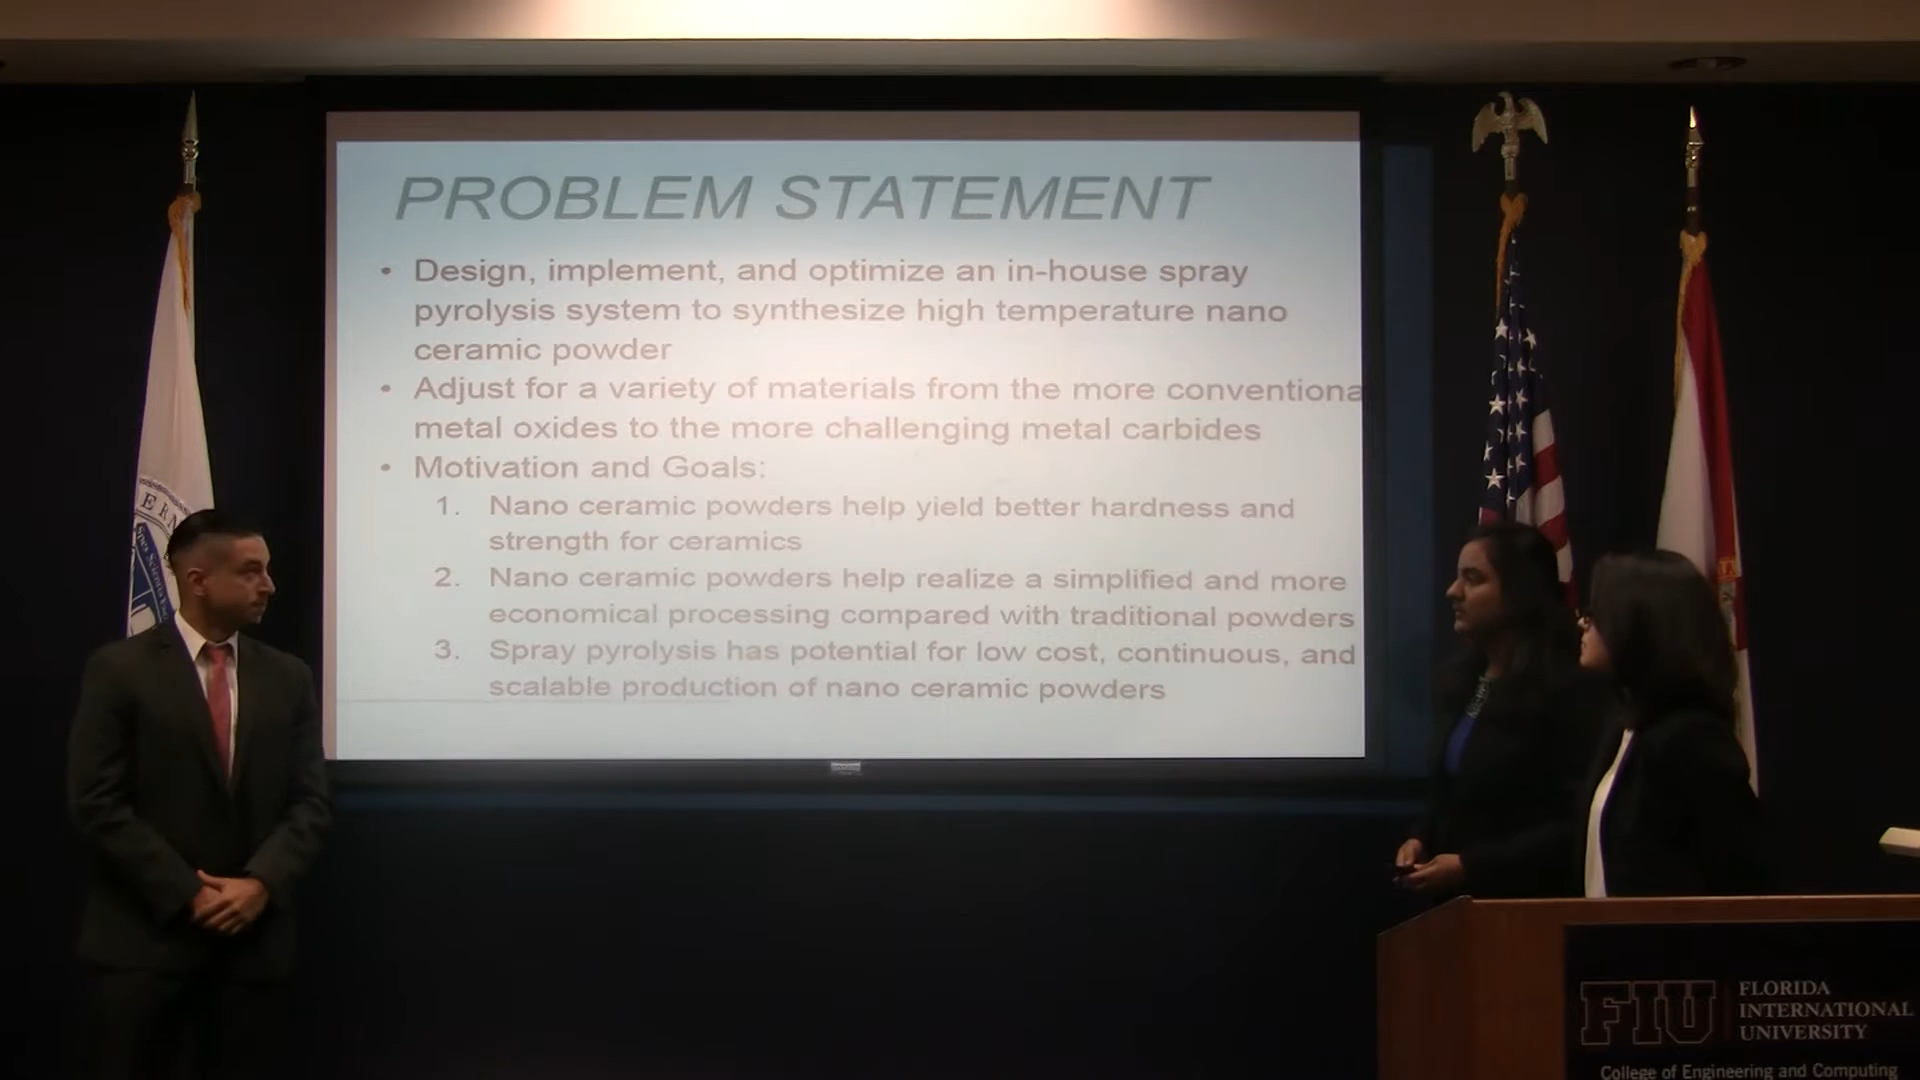 PROBLEM STATEMENT
• Design, implement, and optimize an in-house spray
pyrolysis system to synthesize high temperature nano
ceramic powder
• Adjust for a variety of materials from the more conventiona
metal oxides to the more challenging metal carbides
• Motivation and Goals:
1. Nano ceramic powders help yield better hardness and
strength for ceramics
2. Nano ceramic powders help realize a simplified and more
economical processing compared with traditional powders
3. Spray pyrolysis has potential for low cost, continuous, and
scalable production of nano ceramic powders
FIU
FLORIDA
INTERNATIONAL
UNIVERSITY
College of Engineering and Computing